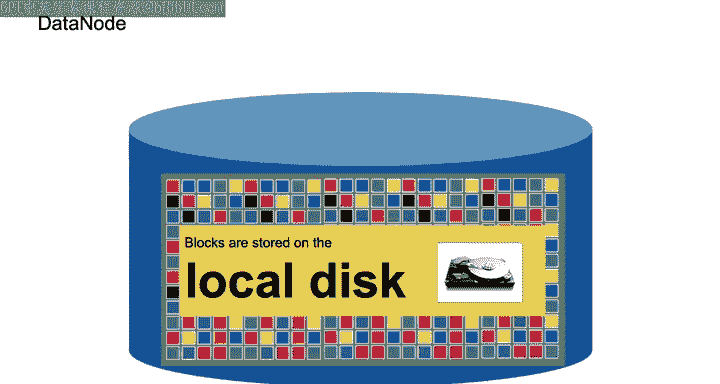 DataNode
Blocks are stored on the
local disk